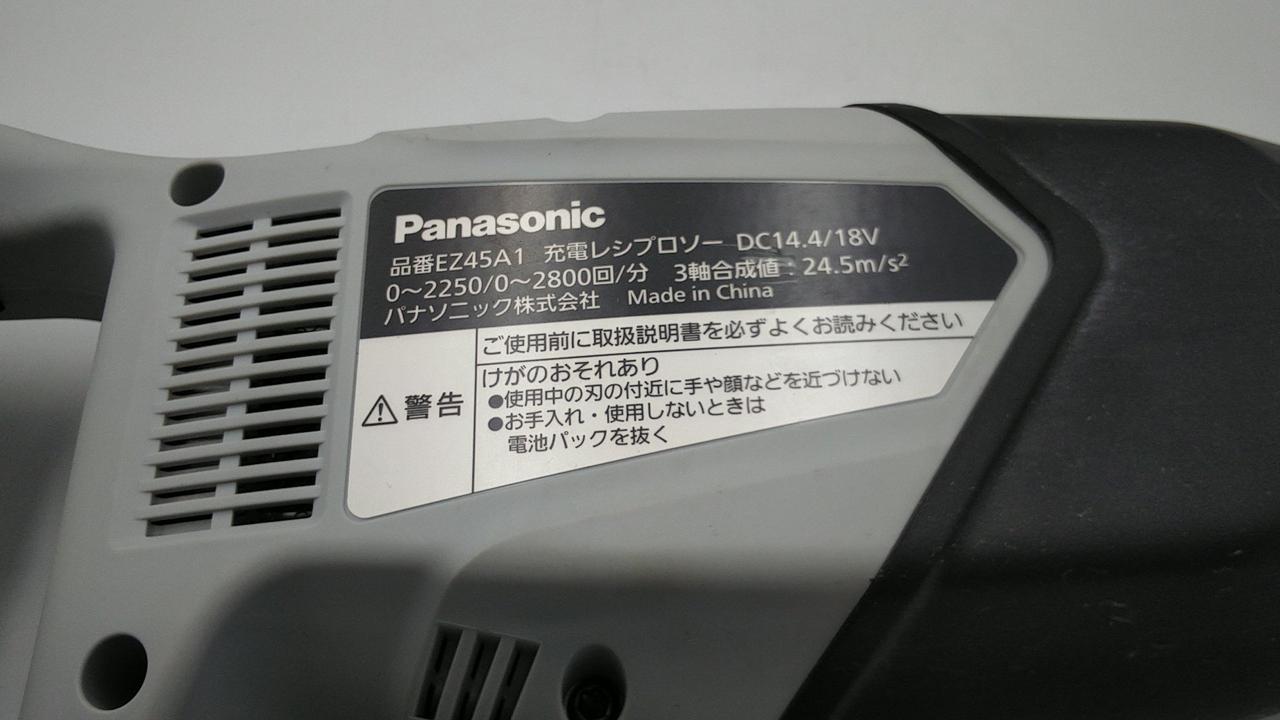 Panasonic
品番EZ45A1 充電レシプロソー DC14.4/18V
0〜2250/0〜2800回/分 3軸合成値:24.5m/s²
パナソニック株式会社 Made in China
ご使用前に取扱説明書を必ずよくお読みください
警告
けがのおそれあり
●使用中の刃の付近に手や顔などを近づけない
●お手入れ・使用しないときは
電池パックを抜く